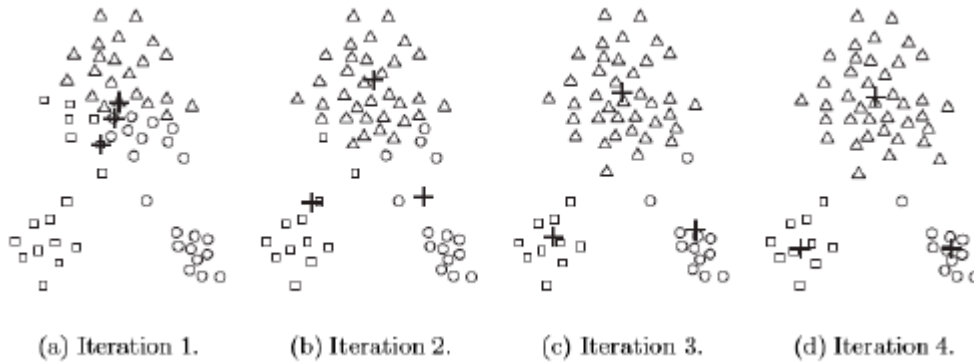 (a) Iteration 1.
(b) Iteration 2.
(c) Iteration 3.
(d) Iteration 4.